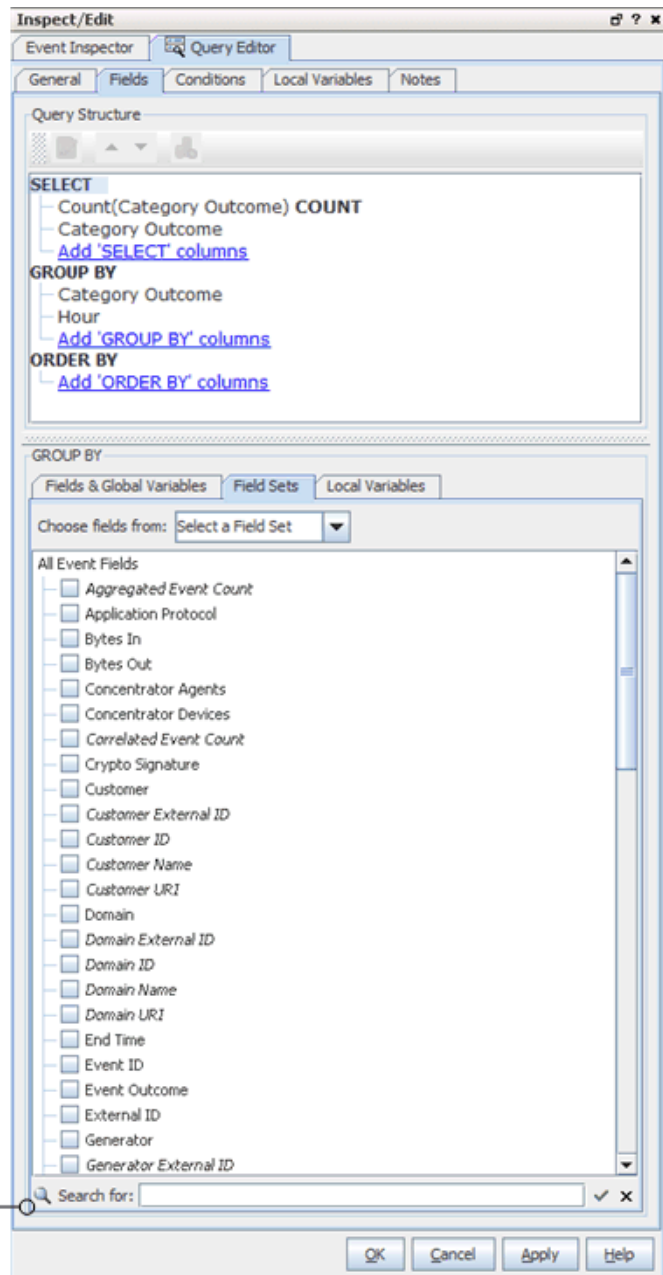 Inspect/Edit
Event Inspector Query Editor
General Fields Conditions Local Variables Notes
Query Structure
SELECT
Count(Category Outcome) COUNT
Category Outcome
Add 'SELECT' columns
GROUP BY
Category Outcome
Hour
Add 'GROUP BY' columns
ORDER BY
Add 'ORDER BY' columns
GROUP BY
Fields & Global Variables Field Sets Local Variables
Choose fields from: Select a Field Set
All Event Fields
Aggregated Event Count
Application Protocol
Bytes In
Bytes Out
Concentrator Agents
Concentrator Devices
Correlated Event Count
Crypto Signature
Customer
Customer External ID
Customer ID
Customer Name
Customer URI
Domain
Domain External ID
Domain ID
Domain Name
Domain URI
End Time
Event ID
Event Outcome
External ID
Generator
Generator External ID
Search for:
OK Cancel Apply Help